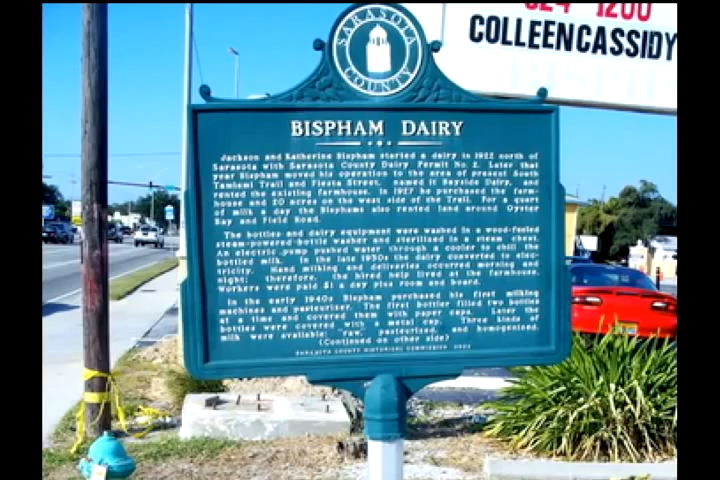 824-1200
COLLEENCASSIDY
SARASOTA COUNTY
BISPHAM DAIRY
Jackson and Katherine Bispham started a dairy in 1922 north of
Sarasota with Sarasota County Dairy Permit No. 2. Later that
year Bispham moved his operation to the area of present South
Tamiami Trail and Fiesta Street, named it Bayside Dairy, and
rented the existing farmhouse. In 1927 he purchased the farm-
house and 20 acres on the west side of the Trail. For a quart
of milk a day the Bisphams also rented land around Oyster
Bay and Field Road.
The bottles and dairy equipment were washed in a wood-fueled
steam-powered bottle washer and sterilized in a steam chest.
An electric pump pushed water through a cooler to chill the
bottled milk. In the late 1930s the dairy converted to elec-
tricity. Hand milking and deliveries occurred morning and
night; therefore, the hired help lived at the farmhouse.
Workers were paid $1 a day plus room and board.
In the early 1940s Bispham purchased his first milking
machines and pasteurizer. The first bottler filled two bottles
at a time and covered them with paper caps. Later the
bottles were covered with a metal cap. Three kinds of
milk were available: raw, pasteurized, and homogenized.
(Continued on other side)
SARASOTA COUNTY HISTORICAL COMMISSION